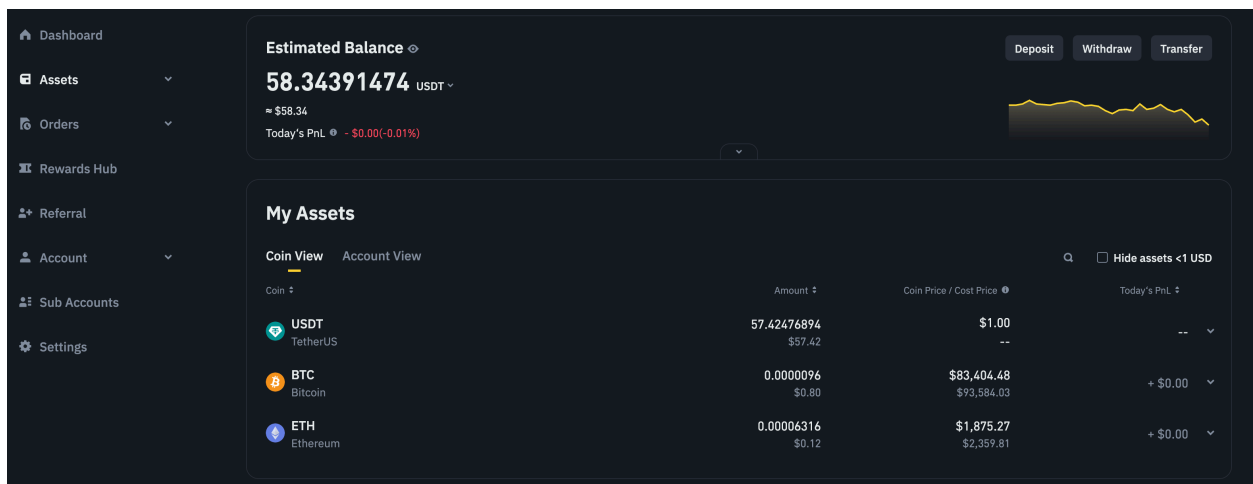 Dashboard
Assets
Orders
Rewards Hub
Referral
Account
Sub Accounts
Settings
Estimated Balance
58.34391474 USDT
≈ $58.34
Today's PnL - $0.00(-0.01%)
Deposit Withdraw Transfer
My Assets
Coin View Account View
Hide assets <1 USD
Coin Amount Coin Price / Cost Price Today's PnL
USDT 57.42476894 $1.00 --
TetherUS $57.42 --
BTC 0.0000096 $83,404.48 + $0.00
Bitcoin $0.80 $93,584.03
ETH 0.00006316 $1,875.27 + $0.00
Ethereum $0.12 $2,359.81